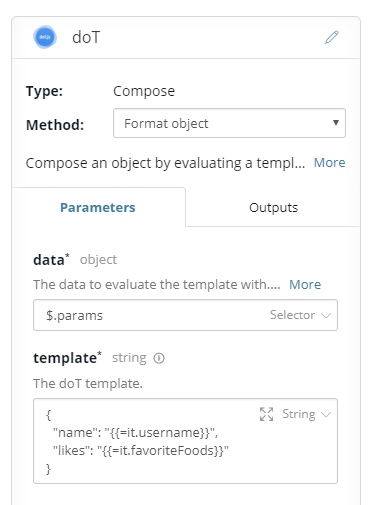 doT
Type: Compose
Method: Format object
Compose an object by evaluating a templ... More
Parameters Outputs
data* object
The data to evaluate the template with.... More
$.params Selector
template* string
The doT template.
{ String
"name": "{{=it.username}}",
"likes": "{{=it.favoriteFoods}}"
}